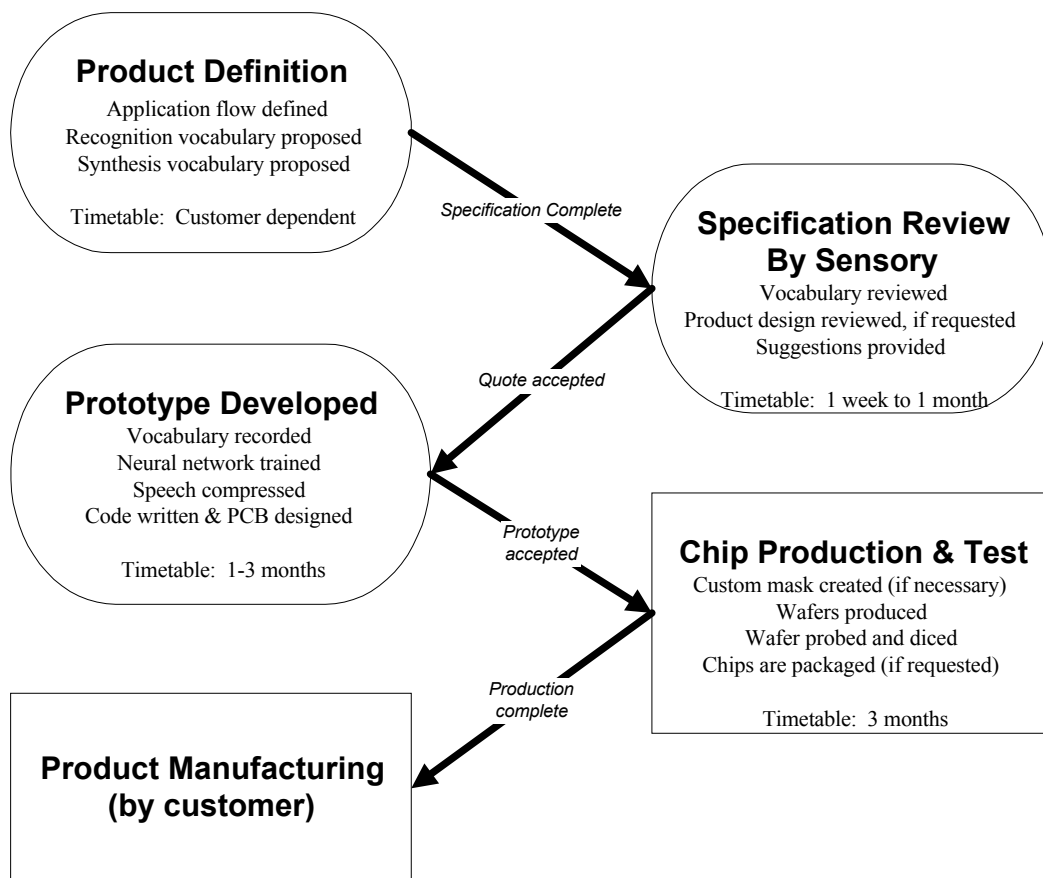 Product Definition
Application flow defined
Recognition vocabulary proposed
Synthesis vocabulary proposed
Timetable: Customer dependent
Specification Complete
Specification Review
By Sensory
Vocabulary reviewed
Product design reviewed, if requested
Suggestions provided
Timetable: 1 week to 1 month
Quote accepted
Prototype Developed
Vocabulary recorded
Neural network trained
Speech compressed
Code written & PCB designed
Timetable: 1-3 months
Prototype
accepted
Chip Production & Test
Custom mask created (if necessary)
Wafers produced
Wafer probed and diced
Chips are packaged (if requested)
Timetable: 3 months
Production
complete
Product Manufacturing
(by customer)